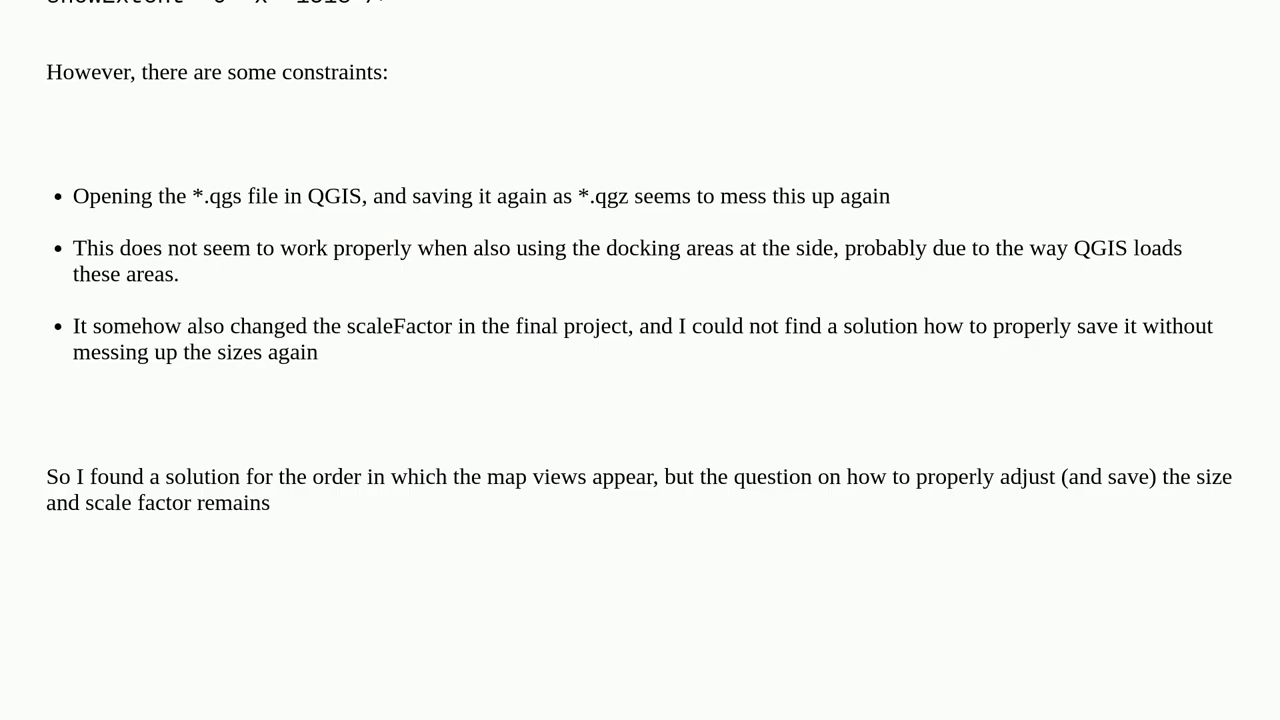 However, there are some constraints:
• Opening the *.qgs file in QGIS, and saving it again as *.qgz seems to mess this up again
• This does not seem to work properly when also using the docking areas at the side, probably due to the way QGIS loads
these areas.
• It somehow also changed the scaleFactor in the final project, and I could not find a solution how to properly save it without
messing up the sizes again
So I found a solution for the order in which the map views appear, but the question on how to properly adjust (and save) the size
and scale factor remains